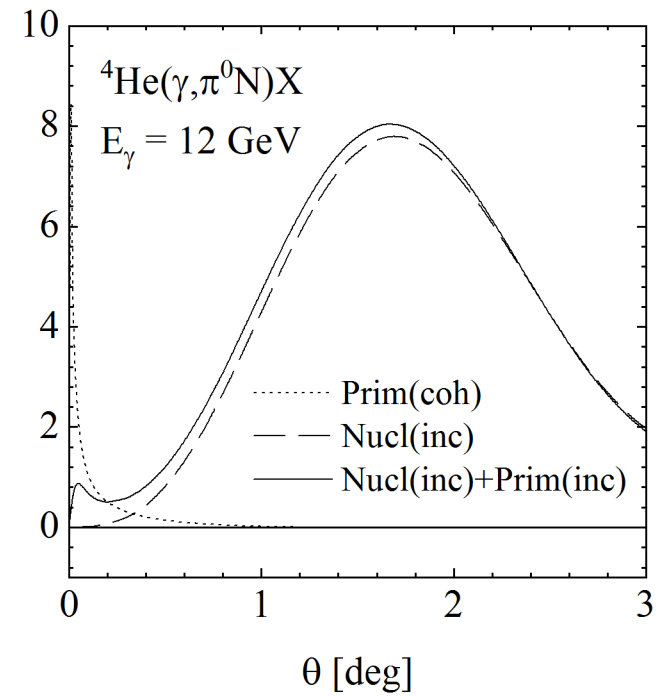 10
8
6
4
2
0
⁴He(γ,π⁰N)X
E_γ = 12 GeV
Prim(coh)
Nucl(inc)
Nucl(inc)+Prim(inc)
0 1 2 3
θ [deg]